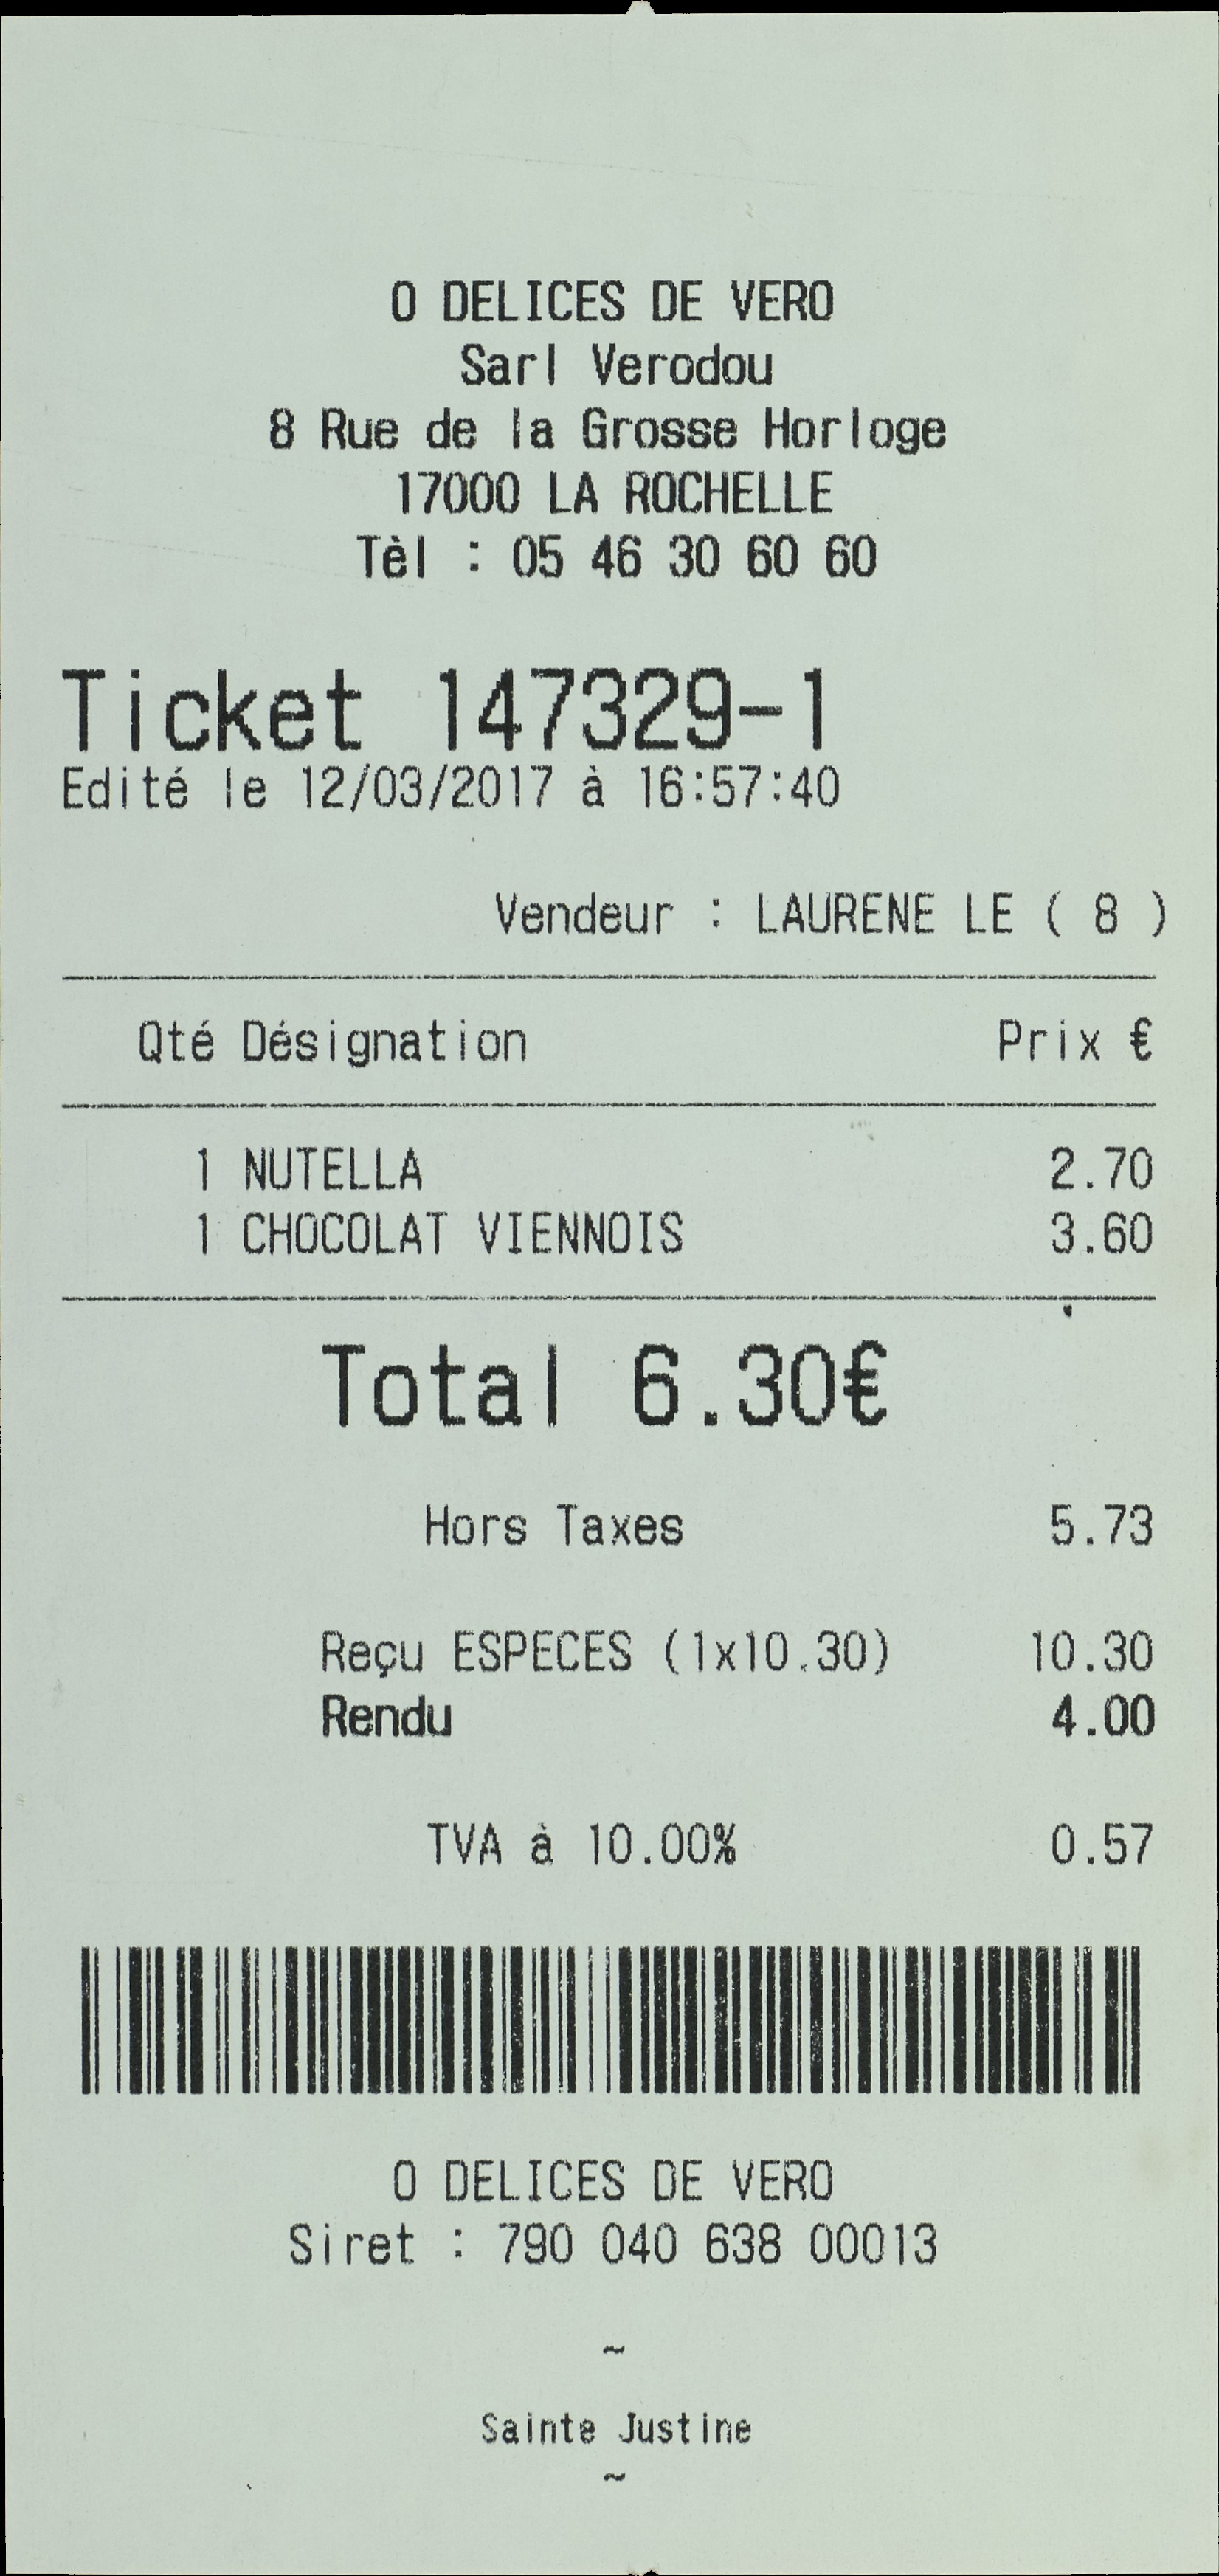 O DELICES DE VERO
Sarl Verodou
8 Rue de la Grosse Horloge
17000 LA ROCHELLE
Tèl : 05 46 30 60 60
Ticket 147329-1
Edité le 12/03/2017 à 16:57:40
Vendeur : LAURENE LE ( 8 )
Qté Désignation Prix €
1 NUTELLA 2.70
1 CHOCOLAT VIENNOIS 3.60
Total 6.30€
Hors Taxes 5.73
Reçu ESPECES (1x10.30) 10.30
Rendu 4.00
TVA à 10.00% 0.57
O DELICES DE VERO
Siret : 790 040 638 00013
~
Sainte Justine
~